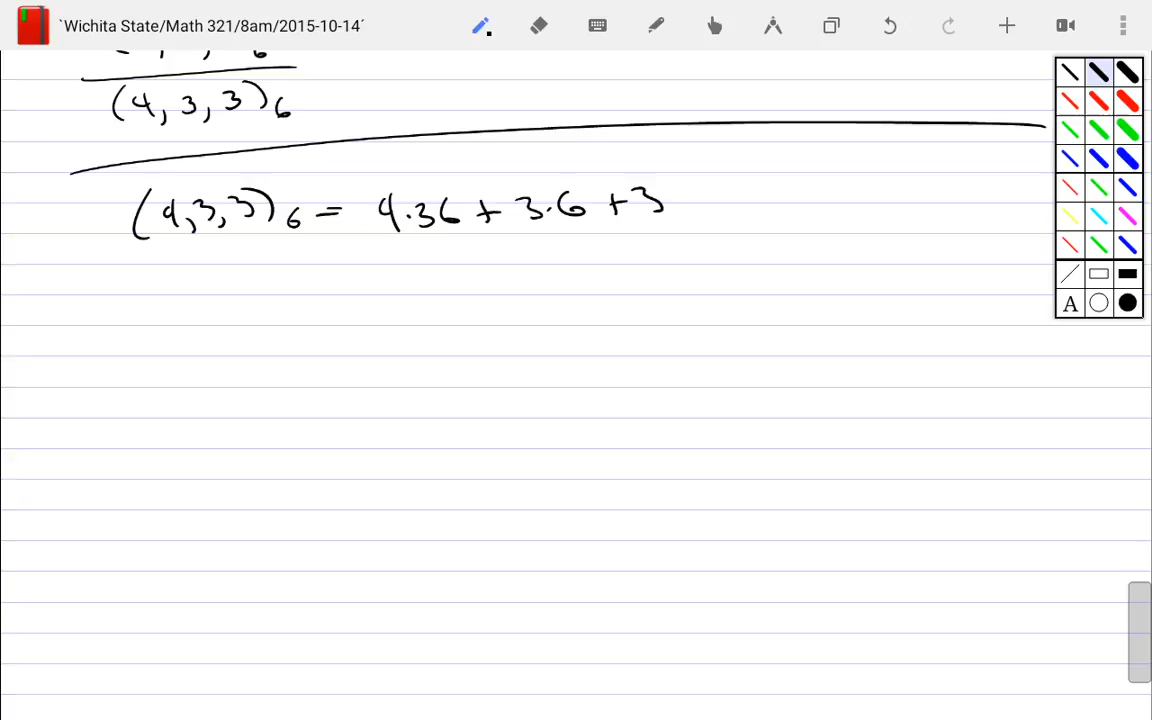 `Wichita State/Math 321/8am/2015-10-14´
(4, 3, 3)6
(4,3,3)6 = 4·36 + 3·6 + 3
A